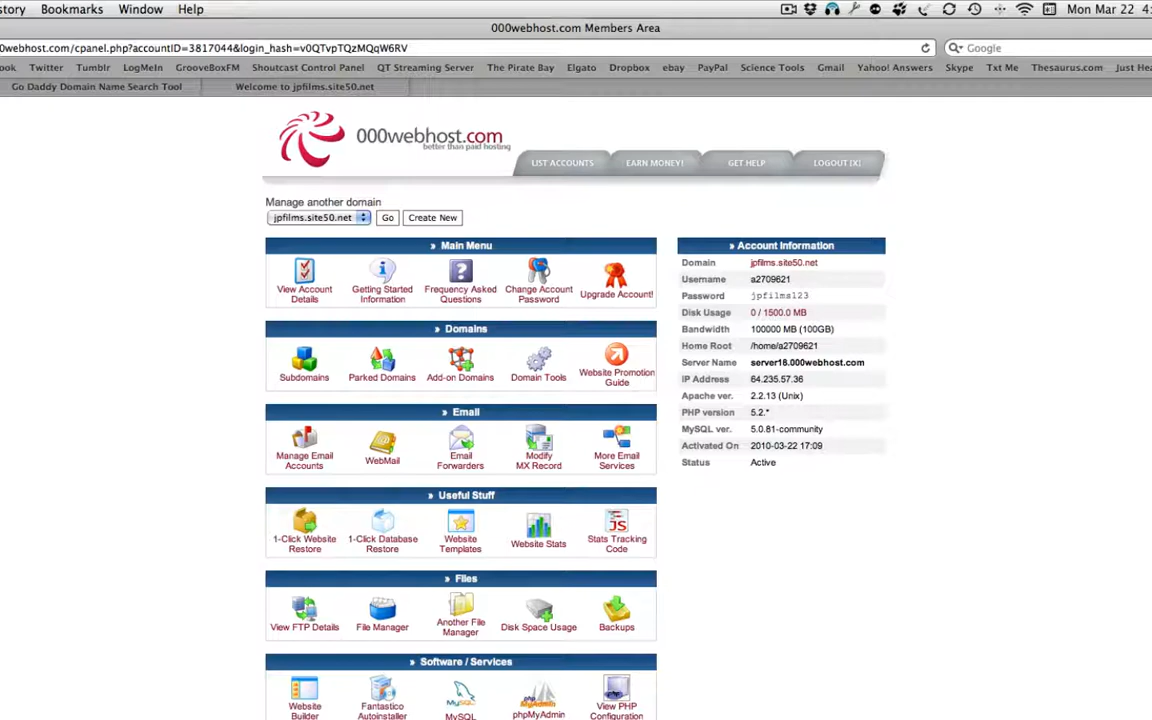 story Bookmarks Window Help Mon Mar 22 4:
000webhost.com Members Area
0webhost.com/cpanel.php?accountID=3817044&login_hash=v0QTvpTQzMQqW6RV Google
ook Twitter Tumblr LogMeIn GrooveBoxFM Shoutcast Control Panel QT Streaming Server The Pirate Bay Elgato Dropbox ebay PayPal Science Tools Gmail Yahoo! Answers Skype Txt Me Thesaurus.com Just Hea
Go Daddy Domain Name Search Tool Welcome to jpfilms.site50.net
000webhost.com
better than paid hosting
LIST ACCOUNTS EARN MONEY! GET HELP LOGOUT [X]
Manage another domain
jpfilms.site50.net Go Create New
» Main Menu
View Account Details
Getting Started Information
Frequency Asked Questions
Change Account Password
Upgrade Account!
» Domains
Subdomains
Parked Domains
Add-on Domains
Domain Tools
Website Promotion Guide
» Email
Manage Email Accounts
WebMail
Email Forwarders
Modify MX Record
More Email Services
» Useful Stuff
1-Click Website Restore
1-Click Database Restore
Website Templates
Website Stats
JS
Stats Tracking Code
» Files
View FTP Details
File Manager
Another File Manager
Disk Space Usage
Backups
» Software / Services
Website Builder
Fantastico Autoinstaller
MySQL
MySQL
phpMyAdmin
View PHP Configuration
» Account Information
Domain jpfilms.site50.net
Username a2709621
Password jpfilms123
Disk Usage 0 / 1500.0 MB
Bandwidth 100000 MB (100GB)
Home Root /home/a2709621
Server Name server18.000webhost.com
IP Address 64.235.57.36
Apache ver. 2.2.13 (Unix)
PHP version 5.2.*
MySQL ver. 5.0.81-community
Activated On 2010-03-22 17:09
Status Active